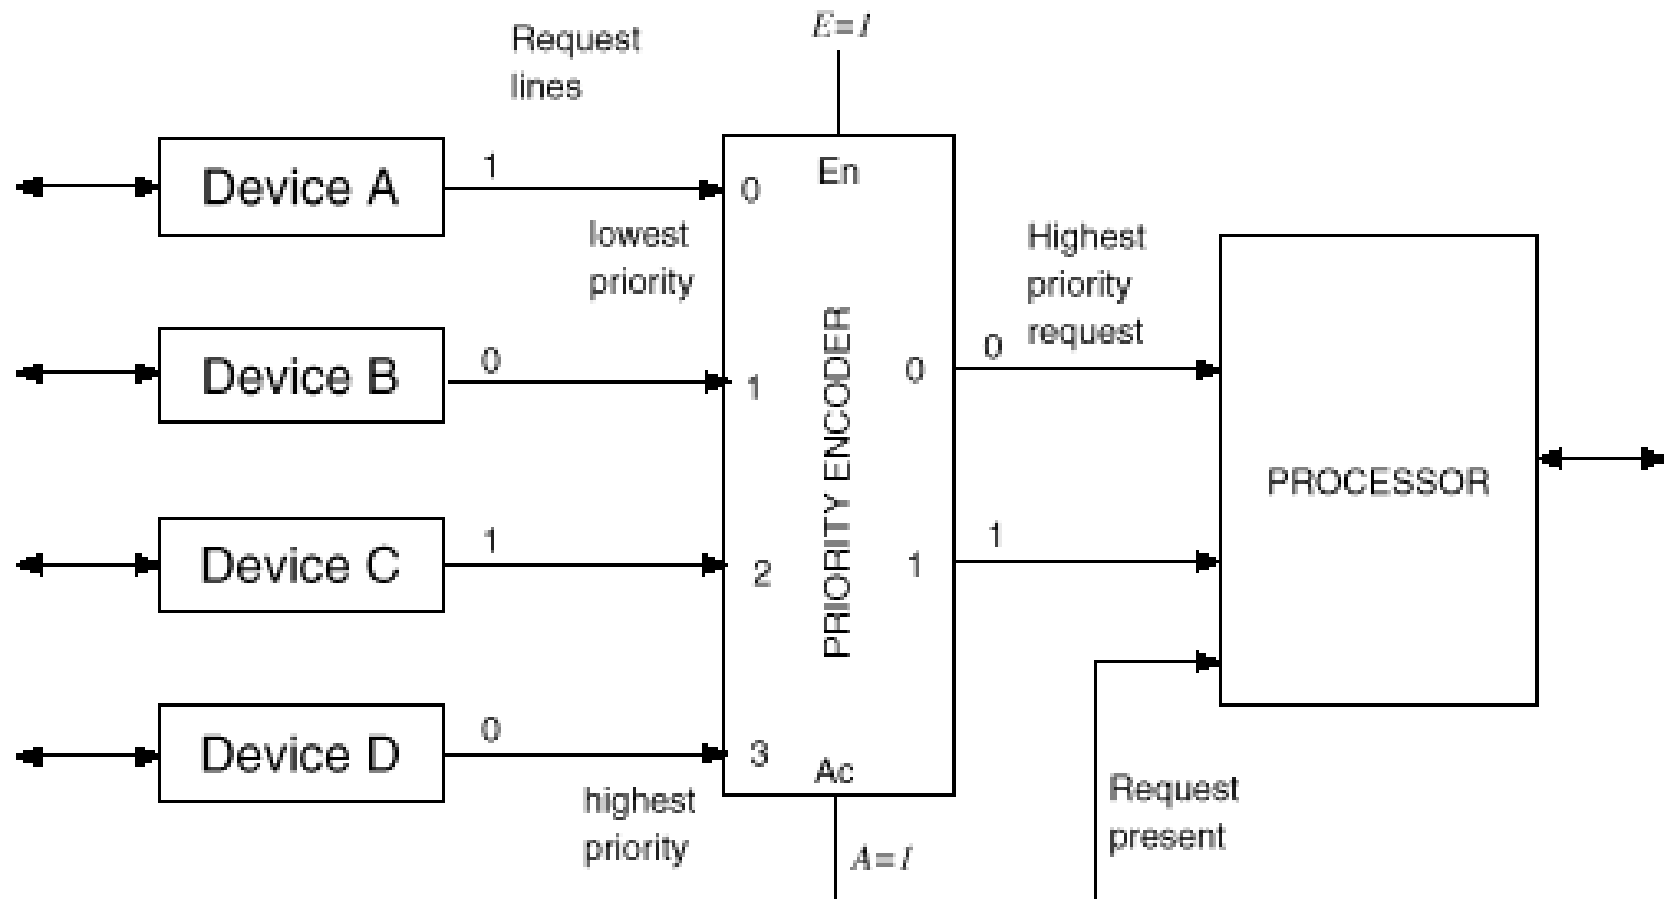 Request
lines
E=1
Device A
1
0
En
lowest
priority
Highest
priority
request
Device B
0
1
PRIORITY ENCODER
0
0
PROCESSOR
Device C
1
2
1
1
Device D
0
3
Ac
highest
priority
A=1
Request
present